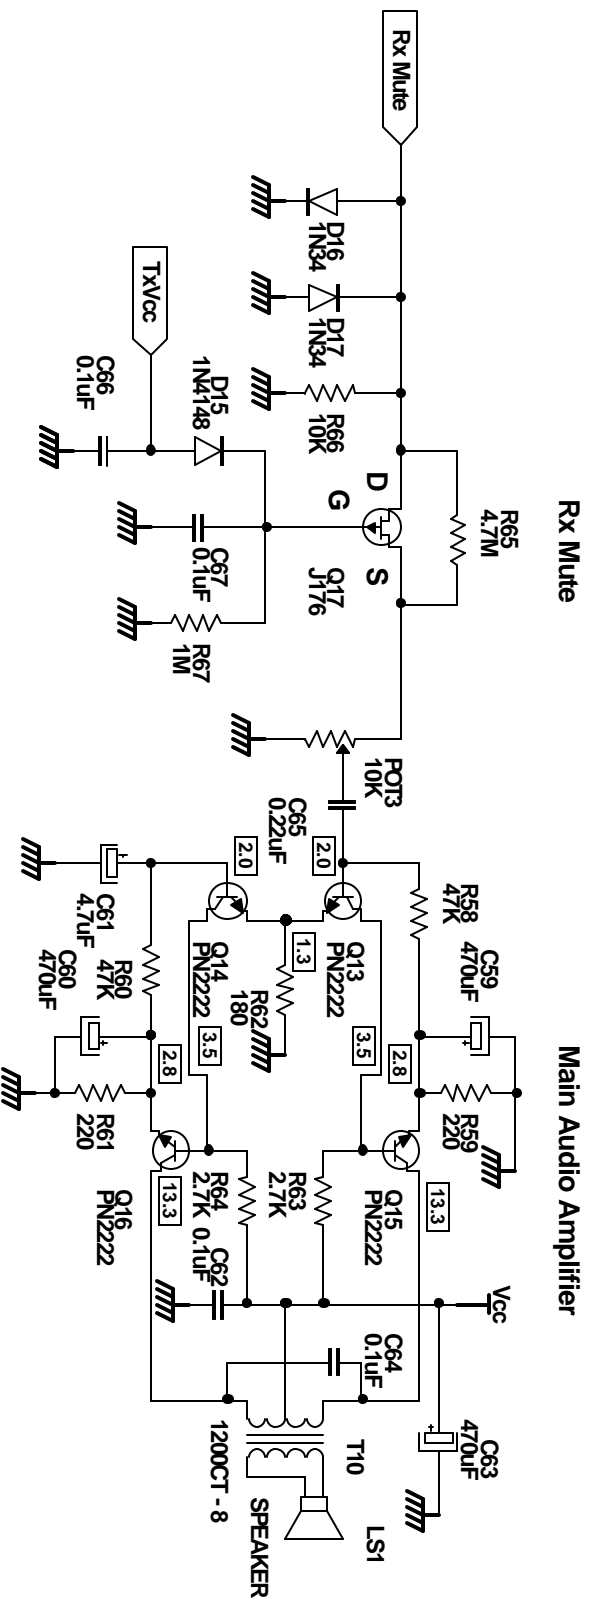 Rx Mute
Main Audio Amplifier
Rx Mute
D16
1N34
D17
1N34
R66
10K
R65
4.7M
D
G
S
Q17
J176
TxVcc
C66
0.1uF
D15
1N4148
C67
0.1uF
R67
1M
POT3
10K
C65
0.22uF
2.0
2.0
C61
4.7uF
R58
47K
Q13
PN2222
1.3
Q14
PN2222
R62
180
R60
47K
C60
470uF
C59
470uF
3.5
3.5
2.8
2.8
R59
220
R61
220
Q15
PN2222
13.3
Q16
PN2222
13.3
R63
2.7K
R64
2.7K
C62
0.1uF
Vcc
C64
0.1uF
C63
470uF
T10
1200CT - 8
LS1
SPEAKER